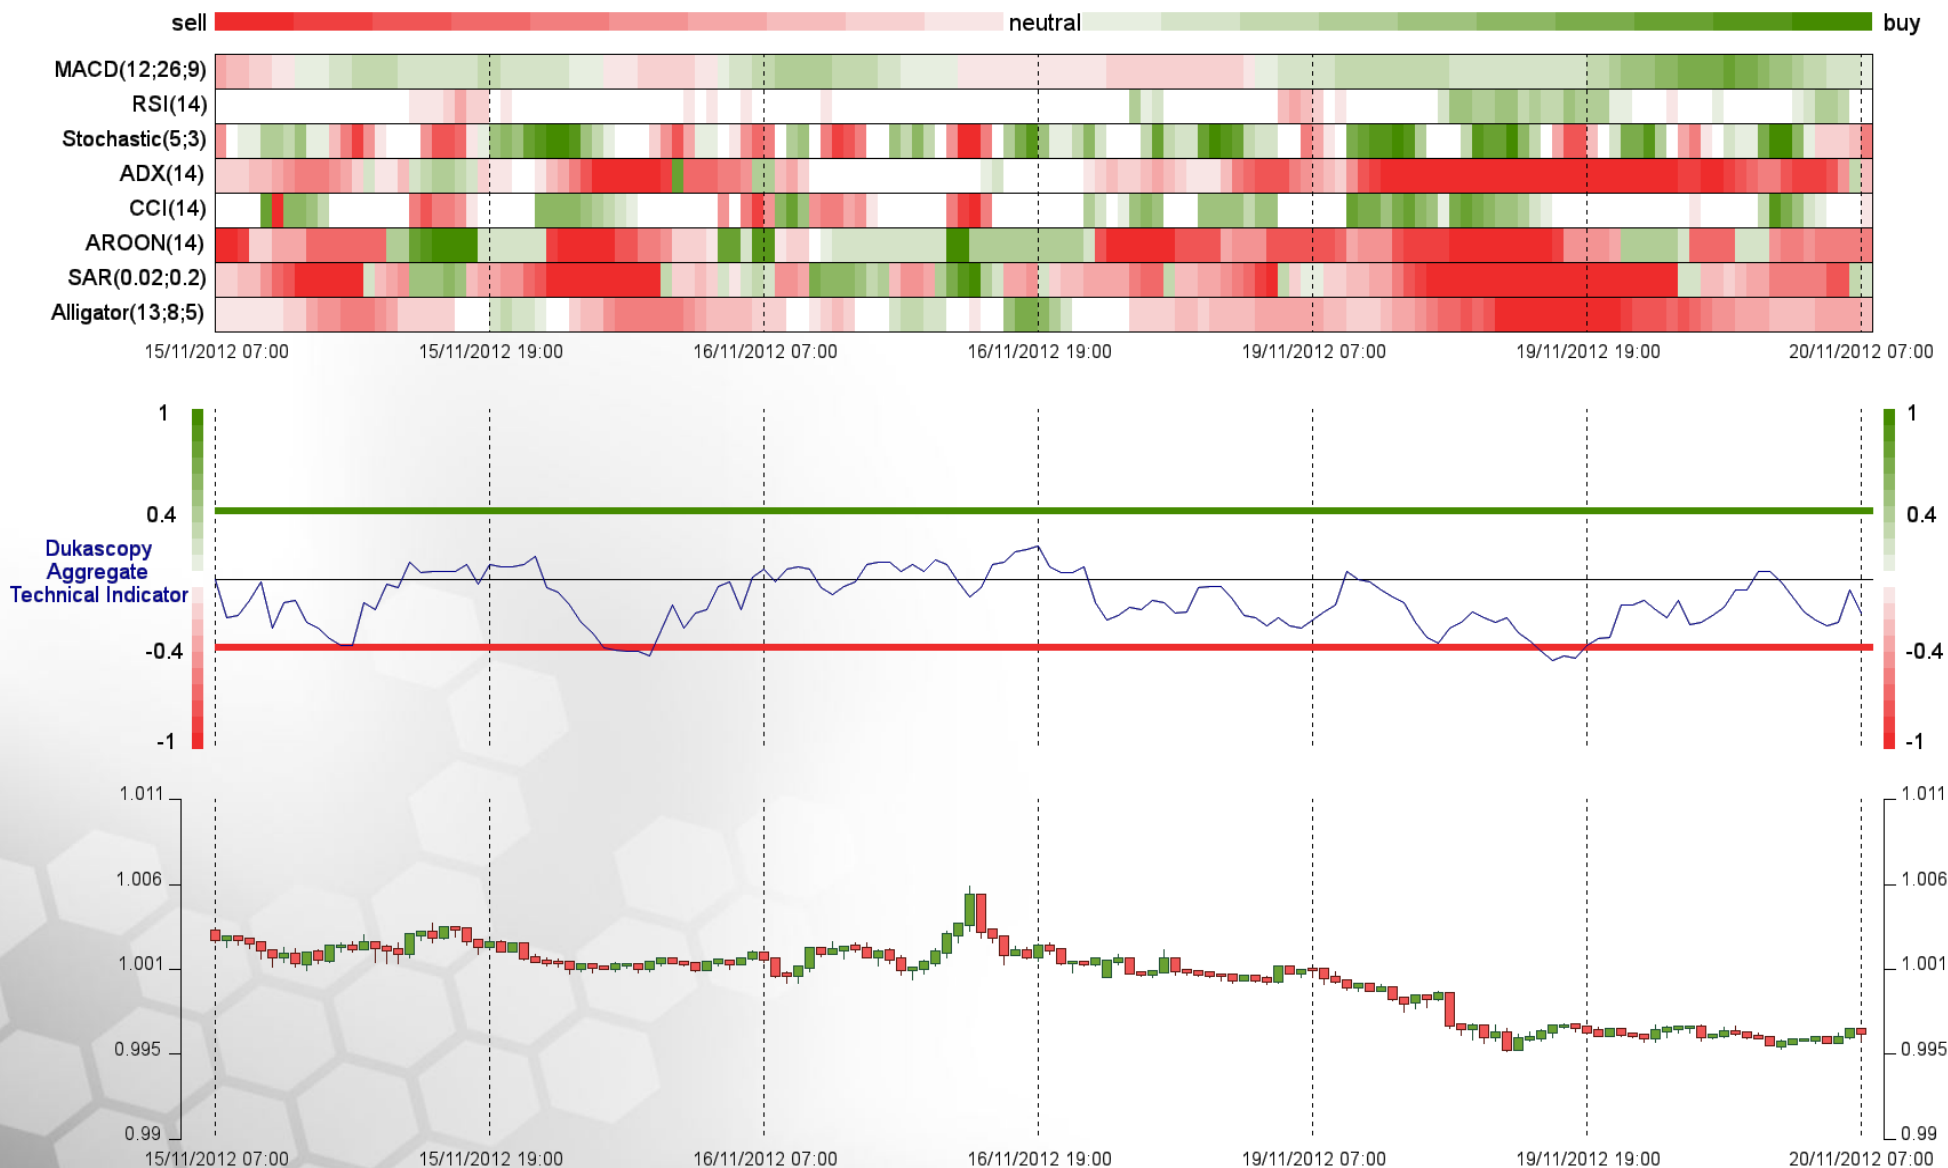 sell neutral buy
MACD(12;26;9)
RSI(14)
Stochastic(5;3)
ADX(14)
CCI(14)
AROON(14)
SAR(0.02;0.2)
Alligator(13;8;5)
15/11/2012 07:00 15/11/2012 19:00 16/11/2012 07:00 16/11/2012 19:00 19/11/2012 07:00 19/11/2012 19:00 20/11/2012 07:00
1 1
0.4 0.4
Dukascopy
Aggregate
Technical Indicator
-0.4 -0.4
-1 -1
1.011 1.011
1.006 1.006
1.001 1.001
0.995 0.995
0.99 0.99
15/11/2012 07:00 15/11/2012 19:00 16/11/2012 07:00 16/11/2012 19:00 19/11/2012 07:00 19/11/2012 19:00 20/11/2012 07:00